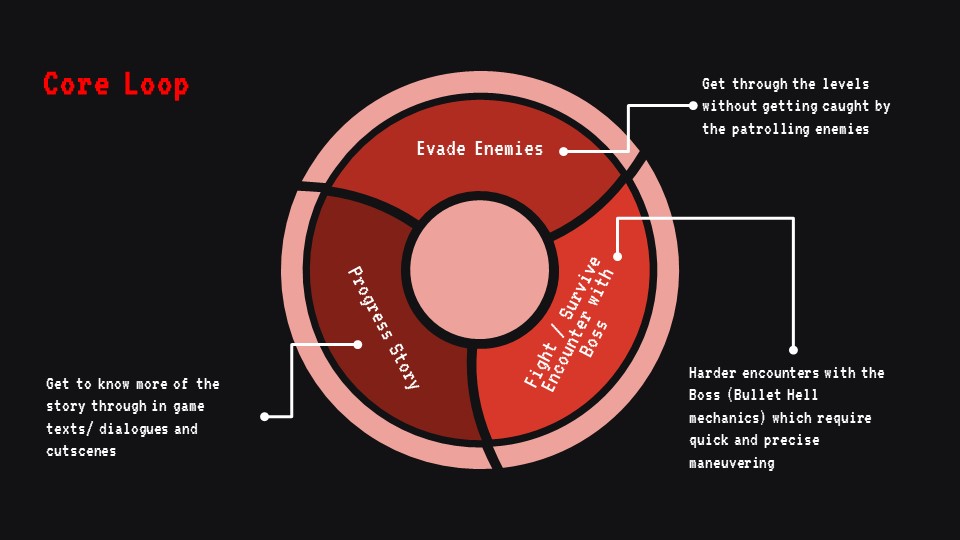 Core Loop
Get through the levels
without getting caught by
the patrolling enemies
Evade Enemies
Fight / Survive
Encounter with
Boss
Progress Story
Harder encounters with the
Boss (Bullet Hell
mechanics) which require
quick and precise
maneuvering
Get to know more of the
story through in game
texts/ dialogues and
cutscenes